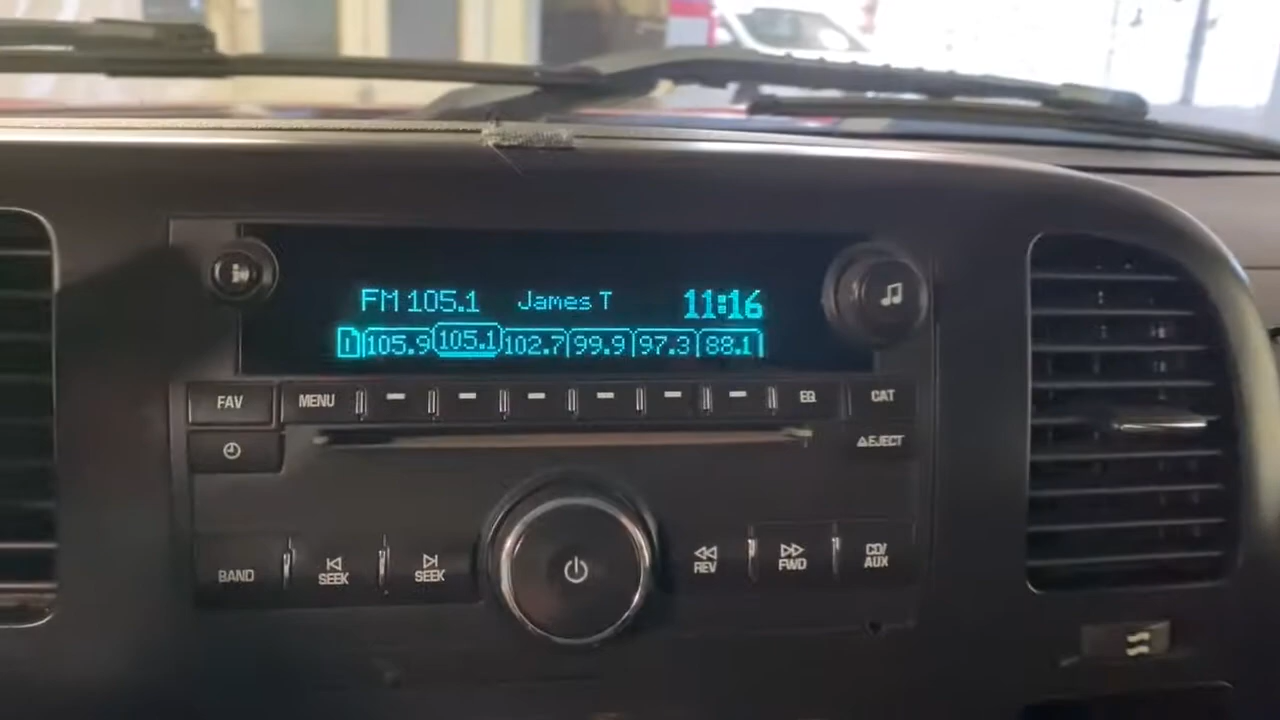 FM 105.1 James T 11:16
1 105.9 105.1 102.7 99.9 97.3 88.1
FAV MENU EQ CAT
EJECT
BAND SEEK SEEK REV FWD CD/
AUX